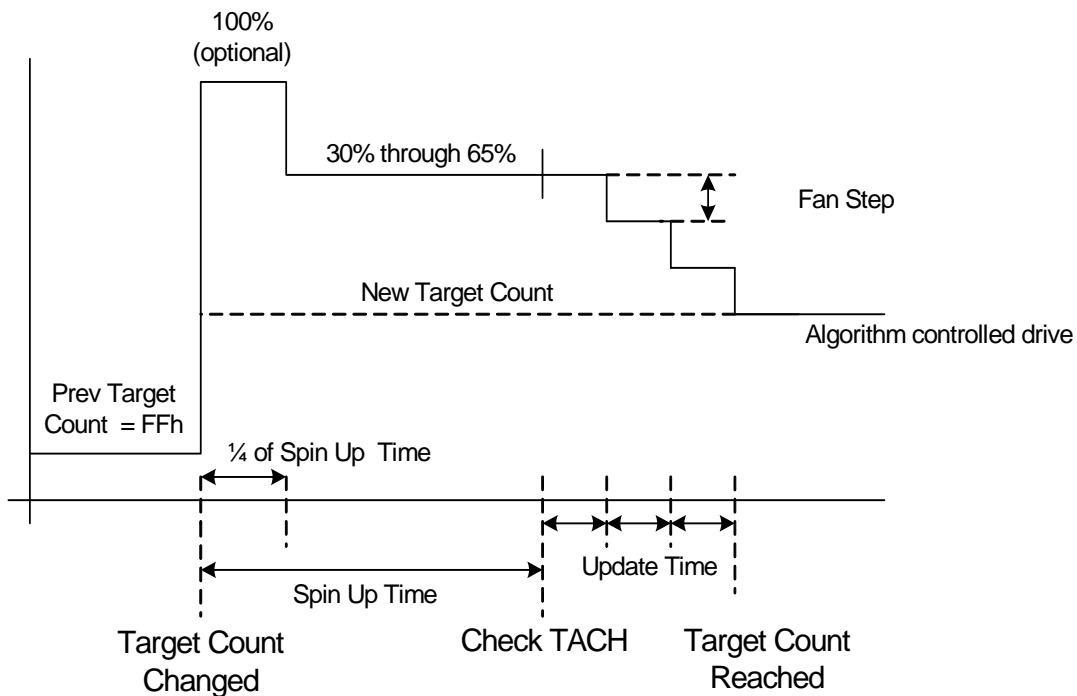 100%
(optional)
30% through 65%
Fan Step
New Target Count
Algorithm controlled drive
Prev Target
Count = FFh
¼ of Spin Up Time
Update Time
Spin Up Time
Target Count
Changed
Check TACH
Target Count
Reached